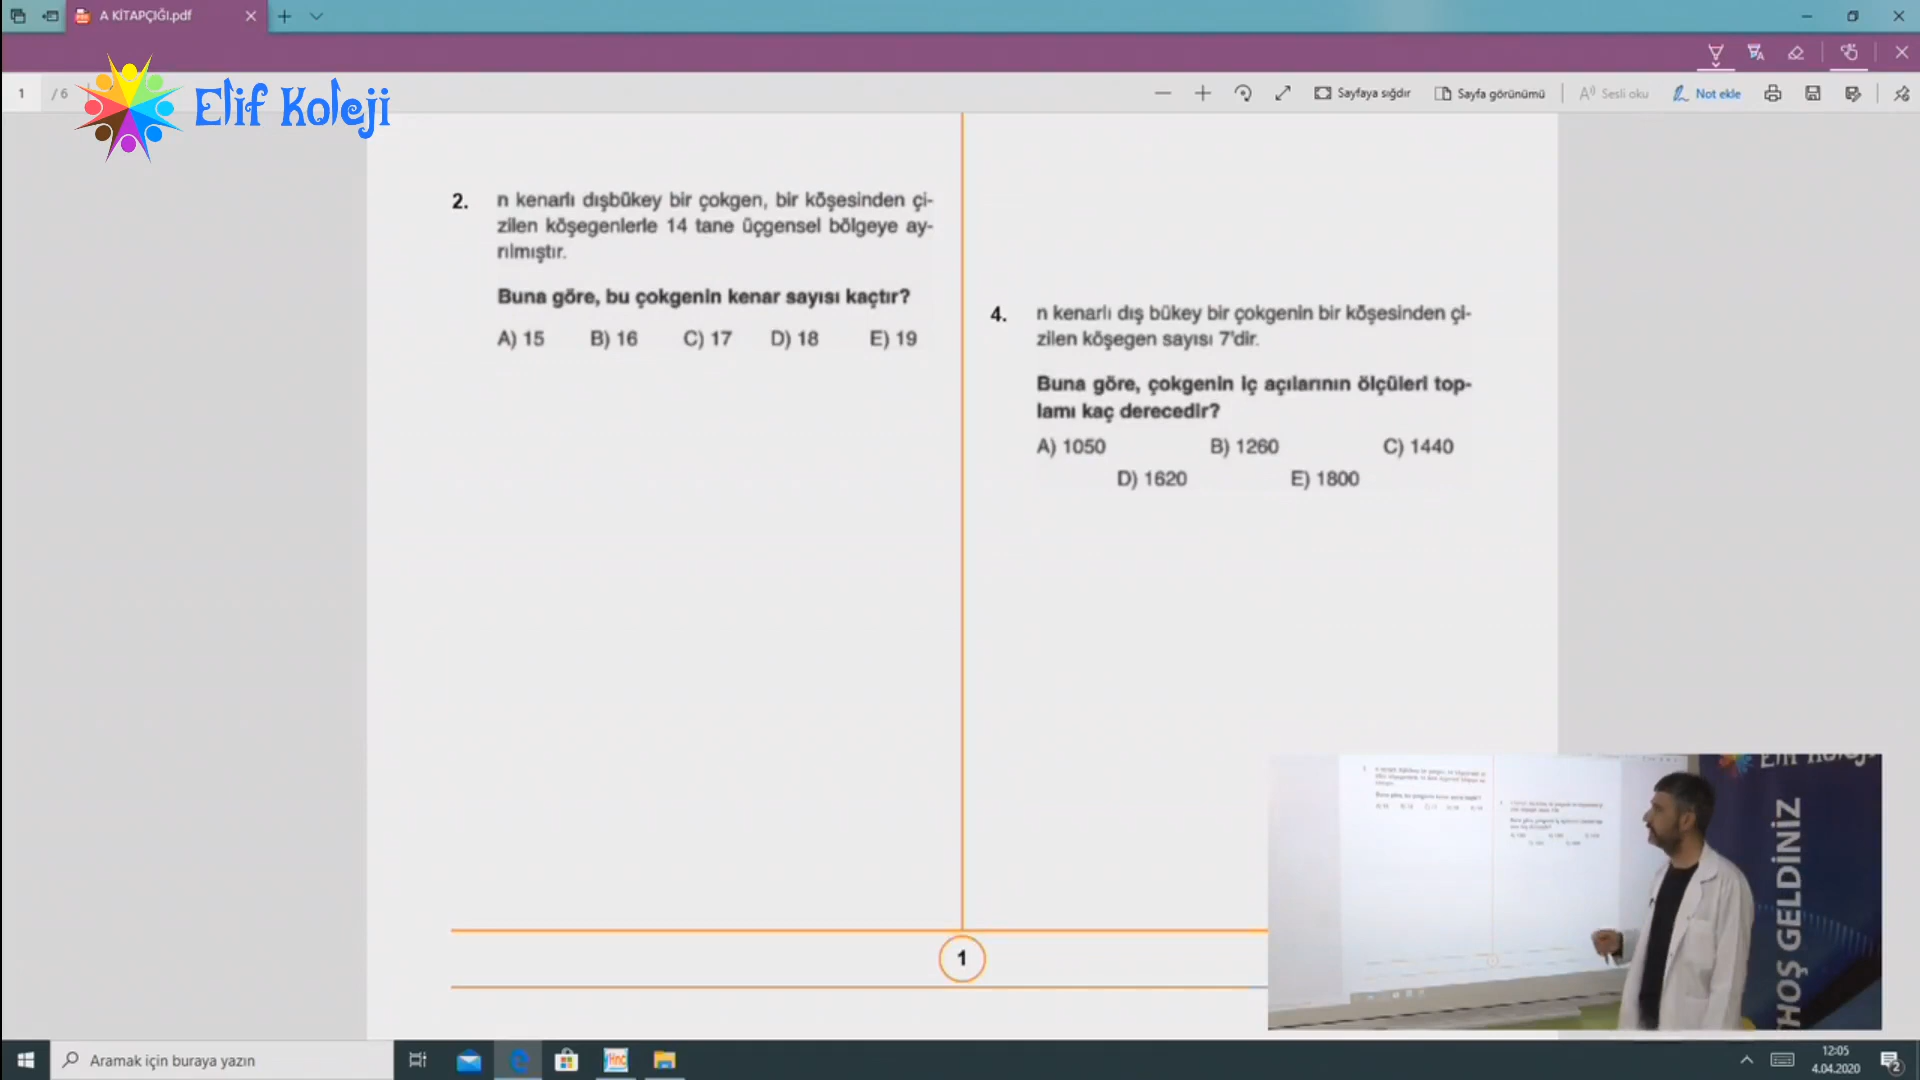 A KİTAPÇIĞI.pdf
1 / 6
Elif Koleji
Sayfaya sığdır
Sayfa görünümü
Sesli oku
Not ekle
2. n kenarlı dışbükey bir çokgen, bir köşesinden çi-
zilen köşegenlerle 14 tane üçgensel bölgeye ay-
rılmıştır.
Buna göre, bu çokgenin kenar sayısı kaçtır?
A) 15 B) 16 C) 17 D) 18 E) 19
4. n kenarlı dış bükey bir çokgenin bir köşesinden çi-
zilen köşegen sayısı 7'dir.
Buna göre, çokgenin iç açılarının ölçüleri top-
lamı kaç derecedir?
A) 1050 B) 1260 C) 1440
D) 1620 E) 1800
1
Elif Koleji
HOŞ GELDİNİZ
Aramak için buraya yazın
12:05
4.04.2020
2